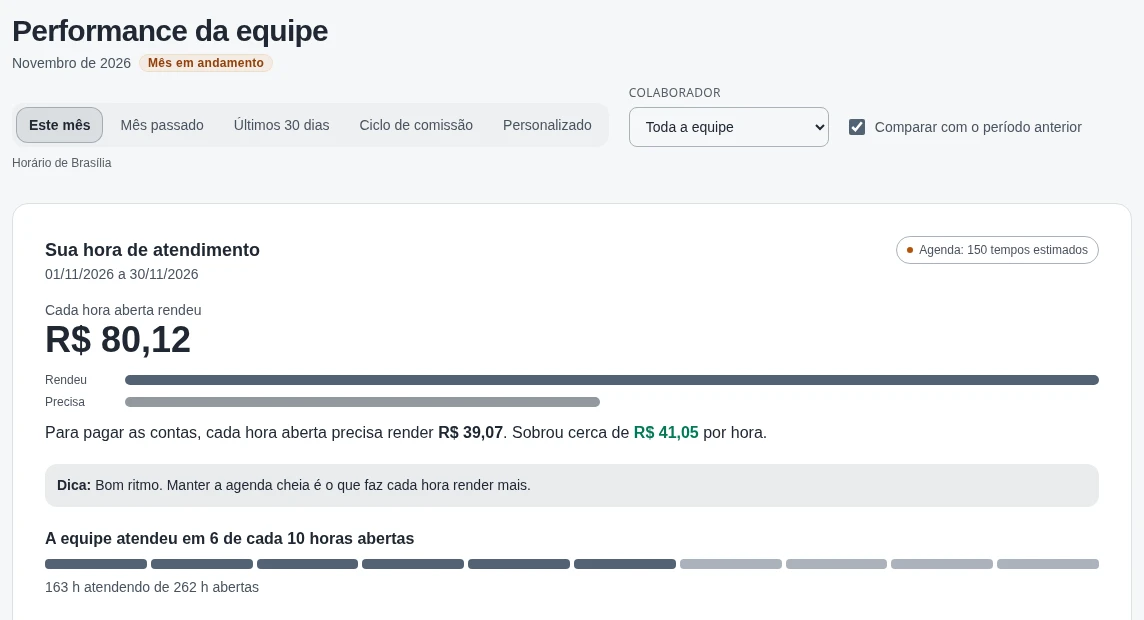 Performance da equipe
Novembro de 2026 Mês em andamento
COLABORADOR
Este mês Mês passado Últimos 30 dias Ciclo de comissão Personalizado Toda a equipe Comparar com o período anterior
Horário de Brasília
Sua hora de atendimento Agenda: 150 tempos estimados
01/11/2026 a 30/11/2026
Cada hora aberta rendeu
R$ 80,12
Rendeu
Precisa
Para pagar as contas, cada hora aberta precisa render R$ 39,07. Sobrou cerca de R$ 41,05 por hora.
Dica: Bom ritmo. Manter a agenda cheia é o que faz cada hora render mais.
A equipe atendeu em 6 de cada 10 horas abertas
163 h atendendo de 262 h abertas